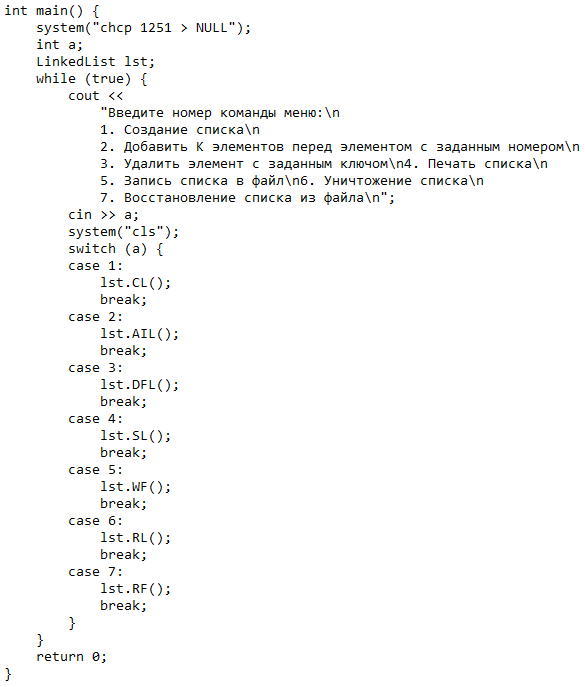 int main() {
    system("chcp 1251 > NULL");
    int a;
    LinkedList lst;
    while (true) {
        cout <<
            "Введите номер команды меню:\n
            1. Создание списка\n
            2. Добавить К элементов перед элементом с заданным номером\n
            3. Удалить элемент с заданным ключом\n4. Печать списка\n
            5. Запись списка в файл\n6. Уничтожение списка\n
            7. Восстановление списка из файла\n";
        cin >> a;
        system("cls");
        switch (a) {
        case 1:
            lst.CL();
            break;
        case 2:
            lst.AIL();
            break;
        case 3:
            lst.DFL();
            break;
        case 4:
            lst.SL();
            break;
        case 5:
            lst.WF();
            break;
        case 6:
            lst.RL();
            break;
        case 7:
            lst.RF();
            break;
        }
    }
    return 0;
}